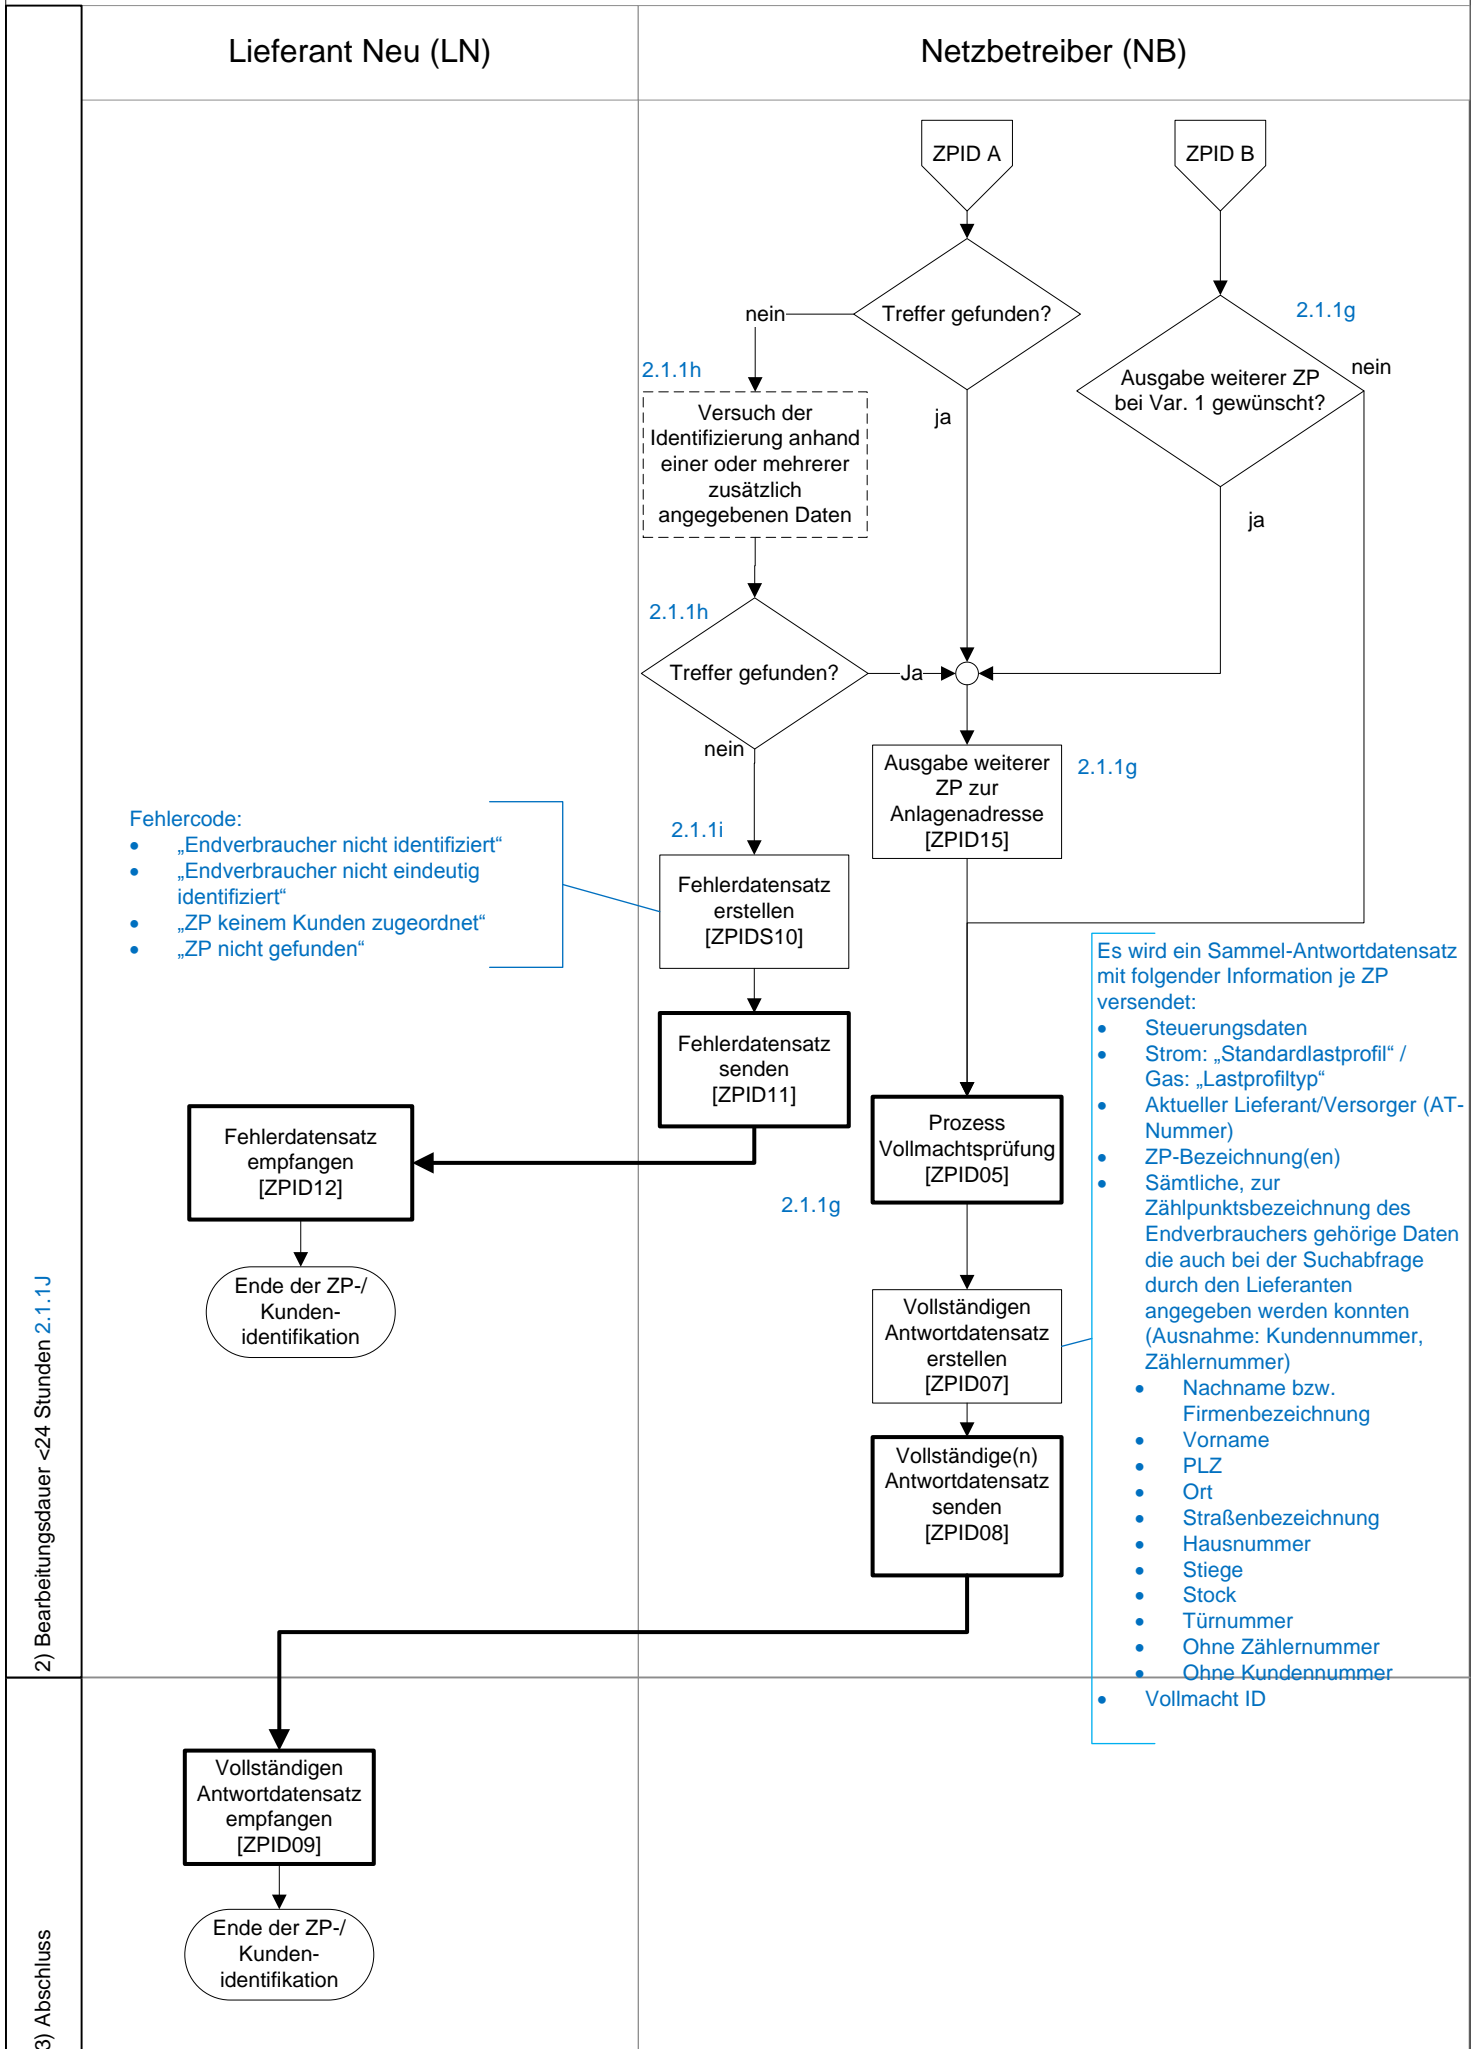 Lieferant Neu (LN)
Netzbetreiber (NB)
ZPID A
ZPID B
Treffer gefunden?
nein
ja
2.1.1g
Ausgabe weiterer ZP
bei Var. 1 gewünscht?
nein
ja
2.1.1h
Versuch der
Identifizierung anhand
einer oder mehrerer
zusätzlich
angegebenen Daten
2.1.1h
Treffer gefunden?
Ja
nein
Ausgabe weiterer
ZP zur
Anlagenadresse
[ZPID15]
2.1.1g
Fehlercode:
• „Endverbraucher nicht identifiziert“
• „Endverbraucher nicht eindeutig
identifiziert“
• „ZP keinem Kunden zugeordnet“
• „ZP nicht gefunden“
2.1.1i
Fehlerdatensatz
erstellen
[ZPIDS10]
Fehlerdatensatz
senden
[ZPID11]
Fehlerdatensatz
empfangen
[ZPID12]
Ende der ZP-/
Kunden-
identifikation
Prozess
Vollmachtsprüfung
[ZPID05]
2.1.1g
Vollständigen
Antwortdatensatz
erstellen
[ZPID07]
Vollständige(n)
Antwortdatensatz
senden
[ZPID08]
Es wird ein Sammel-Antwortdatensatz
mit folgender Information je ZP
versendet:
• Steuerungsdaten
• Strom: „Standardlastprofil“ /
Gas: „Lastprofiltyp“
• Aktueller Lieferant/Versorger (AT-
Nummer)
• ZP-Bezeichnung(en)
• Sämtliche, zur
Zählpunktsbezeichnung des
Endverbrauchers gehörige Daten
die auch bei der Suchabfrage
durch den Lieferanten
angegeben werden konnten
(Ausnahme: Kundennummer,
Zählernummer)
• Nachname bzw.
Firmenbezeichnung
• Vorname
• PLZ
• Ort
• Straßenbezeichnung
• Hausnummer
• Stiege
• Stock
• Türnummer
• Ohne Zählernummer
• Ohne Kundennummer
• Vollmacht ID
2) Bearbeitungsdauer <24 Stunden 2.1.1J
Vollständigen
Antwortdatensatz
empfangen
[ZPID09]
Ende der ZP-/
Kunden-
identifikation
3) Abschluss